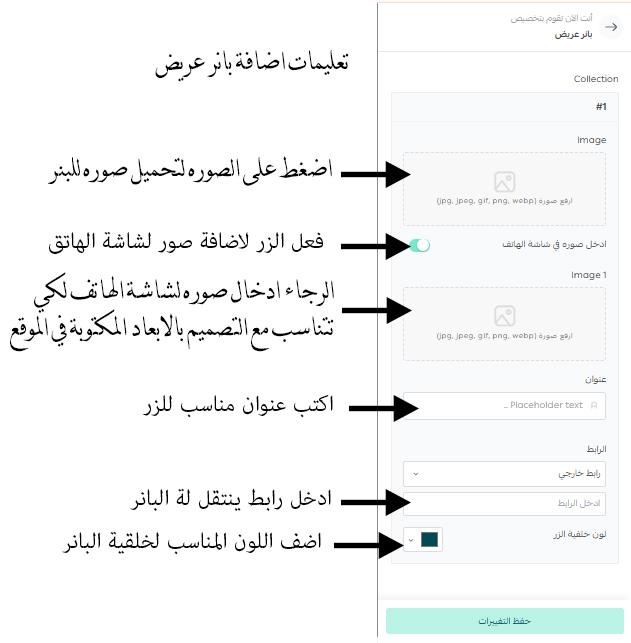 أنت الآن تقوم بتخصيص
بانر عريض
تعليمات اضافة بانر عريض
Collection
#1
Image
اضغط على الصوره لتحميل صوره للبنر
ارفع صورة (jpg, jpeg, gif, png, webp)
فعل الزر لاضافة صور لشاشة الهاتق
ادخل صوره في شاشة الهاتف
Image 1
الرجاء ادخال صوره لشاشة الهاتف لكي
تتناسب مع التصميم بالابعاد المكتوبة في الموقع
ارفع صورة (jpg, jpeg, gif, png, webp)
عنوان
اكتب عنوان مناسب للزر
Placeholder text ..
الرابط
رابط خارجي
ادخل رابط ينتقل لة البانر
ادخل الرابط
لون خلقية الزر
اضف اللون المناسب لخلقية البانر
حفظ التغييرات